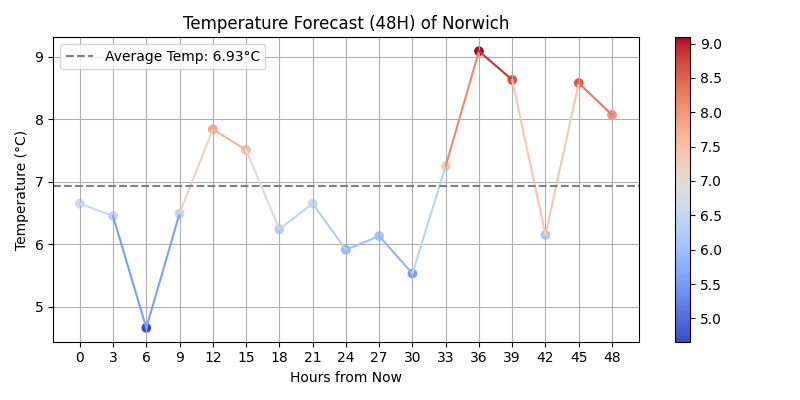 Temperature Forecast (48H) of Norwich
Average Temp: 6.93°C
Temperature (°C)
9
8
7
6
5
0 3 6 9 12 15 18 21 24 27 30 33 36 39 42 45 48
Hours from Now
9.0
8.5
8.0
7.5
7.0
6.5
6.0
5.5
5.0